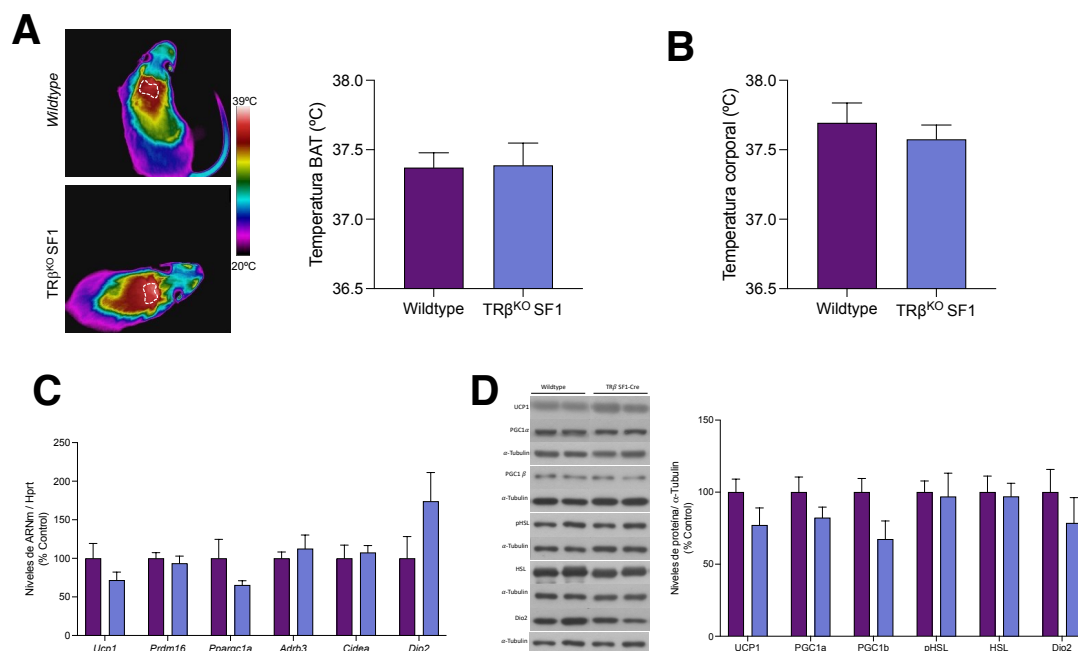 A
Wildtype
TRβKO SF1
39ºC
20ºC
Temperatura BAT (ºC)
38.0
37.5
37.0
36.5
Wildtype
TRβKO SF1
B
Temperatura corporal (ºC)
38.0
37.5
37.0
36.5
Wildtype
TRβKO SF1
C
Niveles de ARNm / Hprt
(% Control)
250
200
150
100
50
0
Ucp1
Prdm16
Ppargc1a
Adrb3
Cidea
Dio2
D
Wildtype
TRβ SF1-Cre
UCP1
PGC1α
α-Tubulin
PGC1 β
α-Tubulin
pHSL
α-Tubulin
HSL
α-Tubulin
Dio2
α-Tubulin
Niveles de proteína/ α-Tubulin
(% Control)
150
100
50
0
UCP1
PGC1a
PGC1b
pHSL
HSL
Dio2